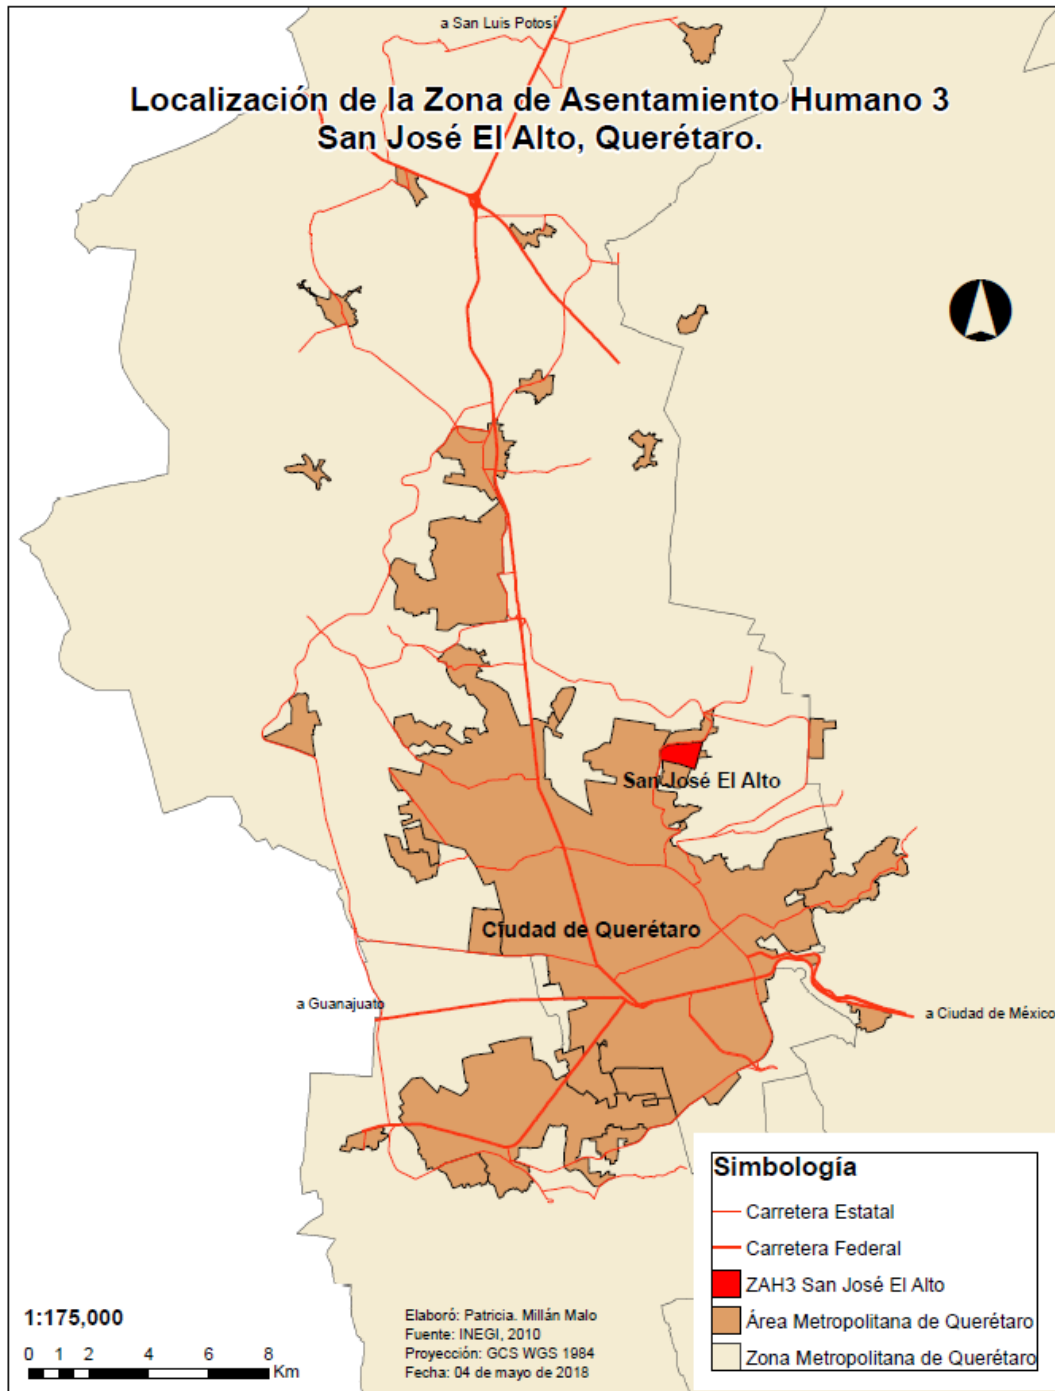 a San Luis Potosí
Localización de la Zona de Asentamiento Humano 3
San José El Alto, Querétaro.
San José El Alto
Ciudad de Querétaro
a Guanajuato
a Ciudad de México
Simbología
Carretera Estatal
Carretera Federal
ZAH3 San José El Alto
Área Metropolitana de Querétaro
Zona Metropolitana de Querétaro
1:175,000
0 1 2 4 6 8
Km
Elaboró: Patricia. Millán Malo
Fuente: INEGI, 2010
Proyección: GCS WGS 1984
Fecha: 04 de mayo de 2018